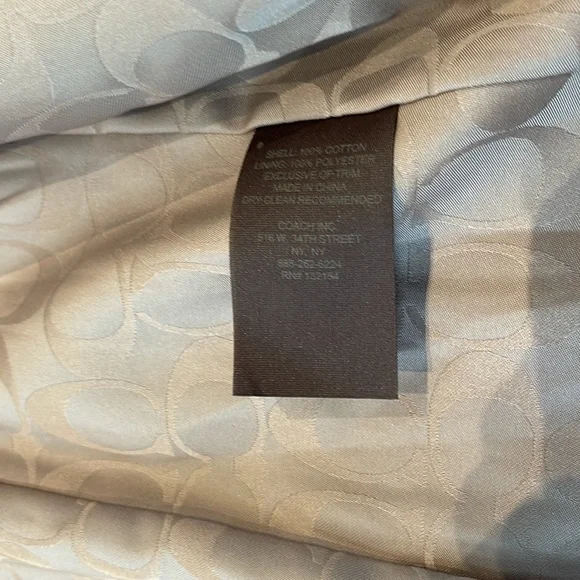 SHELL: 100% COTTON
LINING: 100% POLYESTER
EXCLUSIVE OF TRIM
MADE IN CHINA
DRY CLEAN RECOMMENDED
COACH INC.
516 W. 34TH STREET
NY, NY
888-262-6224
RN# 132154